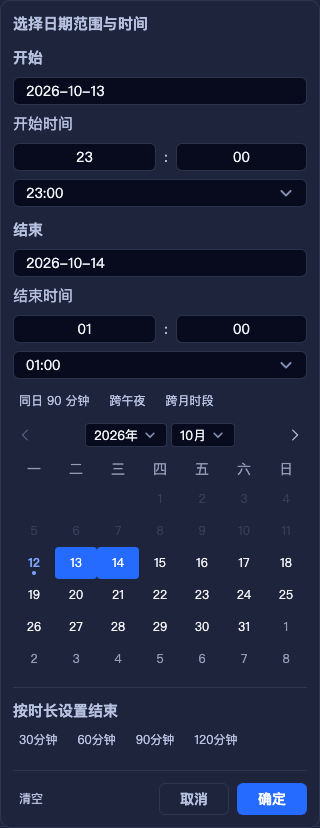 选择日期范围与时间
开始
2026-10-13
开始时间
23 : 00
23:00
结束
2026-10-14
结束时间
01 : 00
01:00
同日 90 分钟 跨午夜 跨月时段
2026年 10月
一 二 三 四 五 六 日
1 2 3 4
5 6 7 8 9 10 11
12 13 14 15 16 17 18
19 20 21 22 23 24 25
26 27 28 29 30 31 1
2 3 4 5 6 7 8
按时长设置结束
30分钟 60分钟 90分钟 120分钟
清空 取消 确定